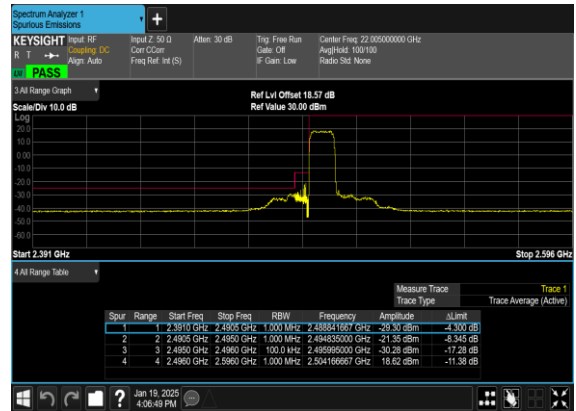 Spectrum Analyzer 1
Spurious Emissions
+
KEYSIGHT Input: RF Input Z: 50 Ω Atten: 30 dB Trig: Free Run Center Freq: 22.005000000 GHz
R T Coupling: DC Corr CCorr Gate: Off Avg|Hold: 100/100
Align: Auto Freq Ref: Int (S) IF Gain: Low Radio Std: None
PASS
3 All Range Graph
Ref Lvl Offset 18.57 dB
Scale/Div 10.0 dB Ref Value 30.00 dBm
Log
20.0
10.0
0.00
-10.0
-20.0
-30.0
-40.0
-50.0
-60.0
Start 2.391 GHz Stop 2.596 GHz
4 All Range Table
Measure Trace Trace 1
Trace Type Trace Average (Active)
Spur Range Start Freq Stop Freq RBW Frequency Amplitude ΔLimit
1 1 2.3910 GHz 2.4905 GHz 1.000 MHz 2.488841667 GHz -29.30 dBm -4.300 dB
2 2 2.4905 GHz 2.4950 GHz 1.000 MHz 2.494835000 GHz -21.35 dBm -8.345 dB
3 3 2.4950 GHz 2.4960 GHz 100.0 kHz 2.495995000 GHz -30.28 dBm -17.28 dB
4 4 2.4960 GHz 2.5960 GHz 1.000 MHz 2.504166667 GHz 18.62 dBm -11.38 dB
? Jan 19, 2025
4:06:49 PM